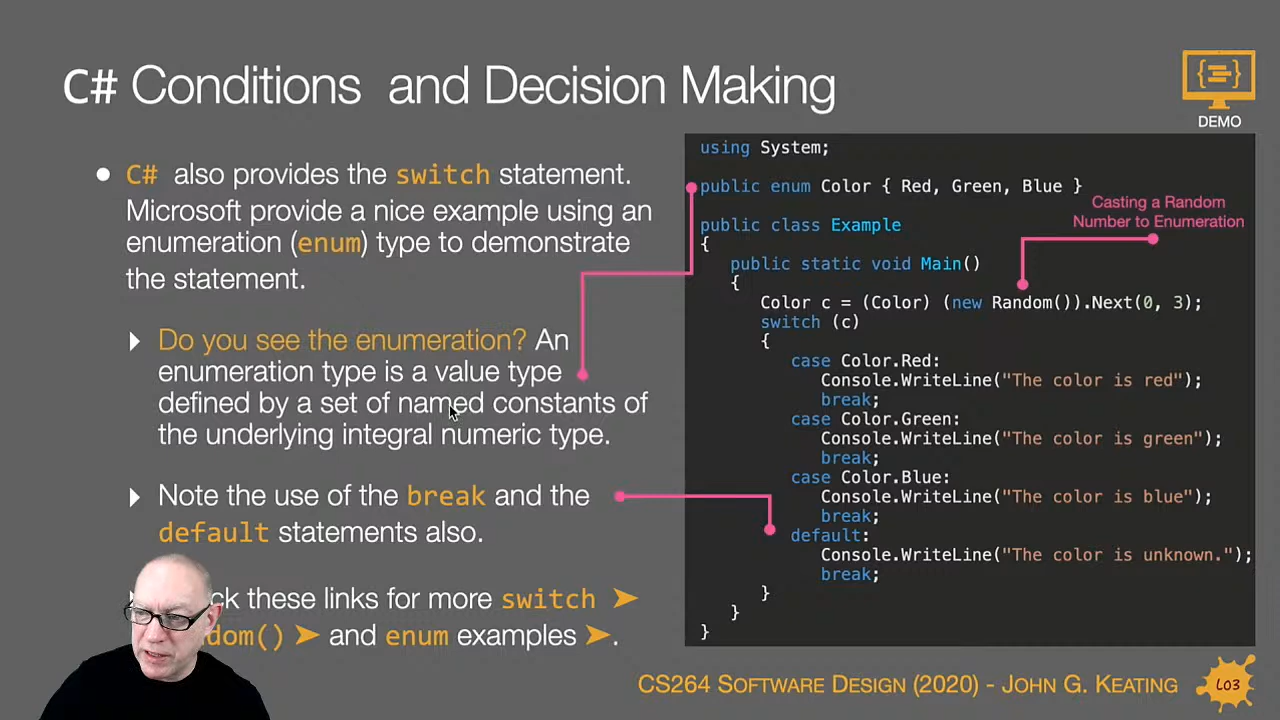 C# Conditions and Decision Making
DEMO
C# also provides the switch statement.
Microsoft provide a nice example using an
enumeration (enum) type to demonstrate
the statement.
Do you see the enumeration? An
enumeration type is a value type
defined by a set of named constants of
the underlying integral numeric type.
Note the use of the break and the
default statements also.
these links for more switch
and enum examples .
using System;
public enum Color { Red, Green, Blue }
Casting a Random
Number to Enumeration
public class Example
{
public static void Main()
{
Color c = (Color) (new Random()).Next(0, 3);
switch (c)
{
case Color.Red:
Console.WriteLine("The color is red");
break;
case Color.Green:
Console.WriteLine("The color is green");
break;
case Color.Blue:
Console.WriteLine("The color is blue");
break;
default:
Console.WriteLine("The color is unknown.");
break;
}
}
}
CS264 Software Design (2020) - John G. Keating
L03